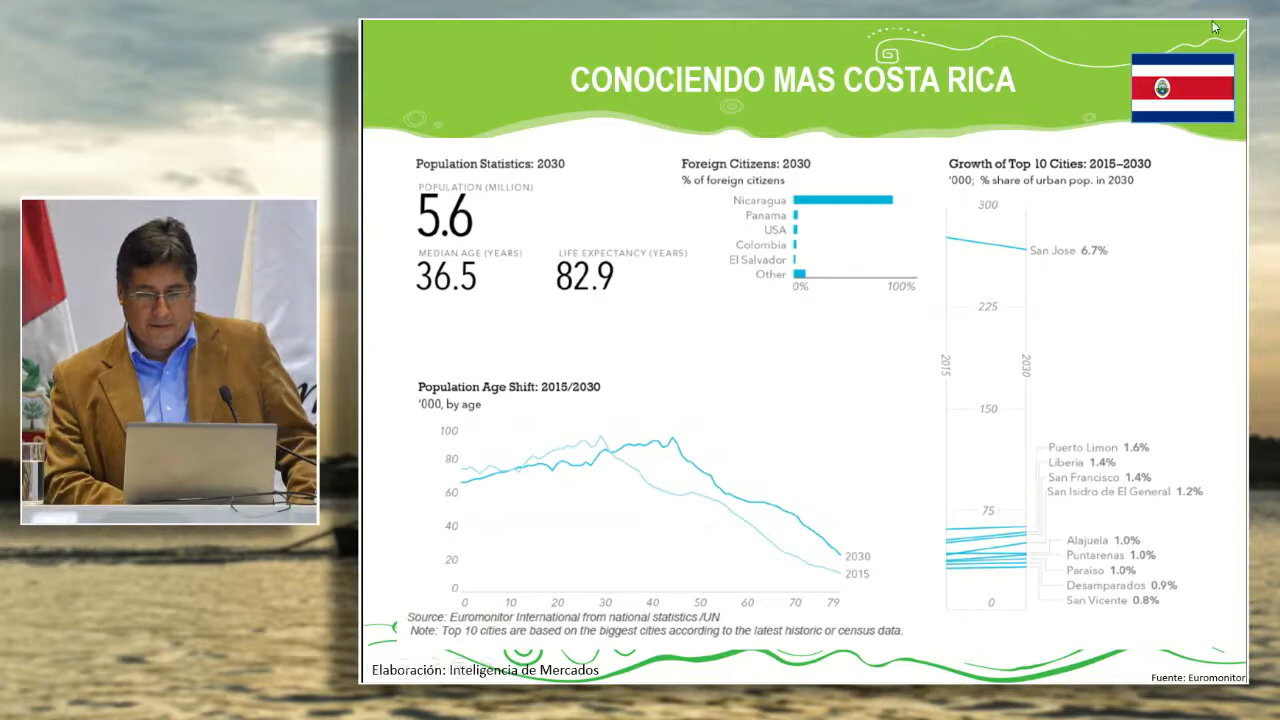 CONOCIENDO MAS COSTA RICA
Population Statistics: 2030
POPULATION (MILLION)
5.6
MEDIAN AGE (YEARS)
LIFE EXPECTANCY (YEARS)
36.5
82.9
Foreign Citizens: 2030
% of foreign citizens
Nicaragua
Panama
USA
Colombia
El Salvador
Other
0%
100%
Growth of Top 10 Cities: 2015–2030
'000; % share of urban pop. in 2030
300
San Jose 6.7%
225
2015
2030
150
Puerto Limon 1.6%
Liberia 1.4%
San Francisco 1.4%
San Isidro de El General 1.2%
75
Alajuela 1.0%
Puntarenas 1.0%
Paraiso 1.0%
Desamparados 0.9%
San Vicente 0.8%
0
Population Age Shift: 2015/2030
'000, by age
100
80
60
40
20
0
2030
2015
0 10 20 30 40 50 60 70 79
Source: Euromonitor International from national statistics /UN
Note: Top 10 cities are based on the biggest cities according to the latest historic or census data.
Elaboración: Inteligencia de Mercados
Fuente: Euromonitor